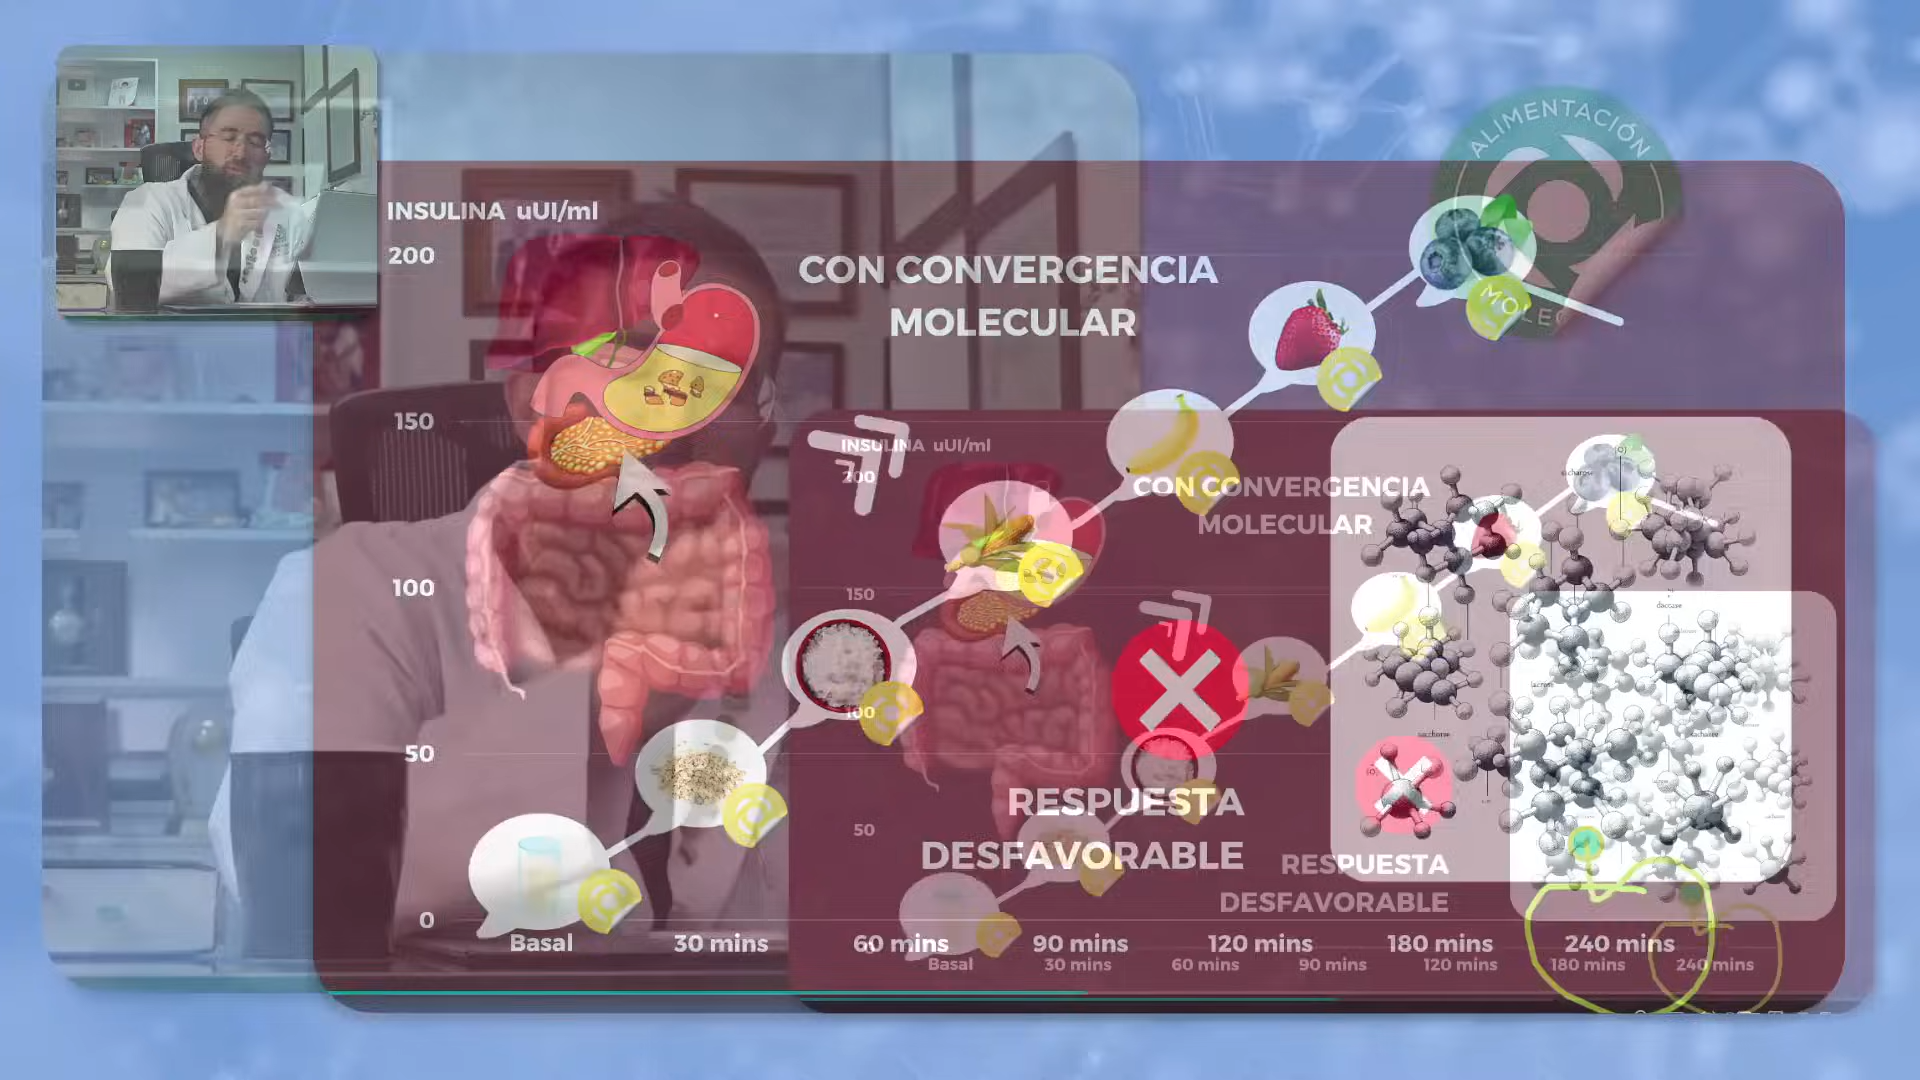 ALIMENTACIÓN
MOLEC
INSULINA uUI/ml
200
CON CONVERGENCIA
MOLECULAR
150
100
50
0
RESPUESTA
DESFAVORABLE
Basal
30 mins
60 mins
90 mins
120 mins
180 mins
240 mins
INSULINA uUI/ml
200
CON CONVERGENCIA
MOLECULAR
150
100
50
RESPUESTA
DESFAVORABLE
Basal
30 mins
60 mins
90 mins
120 mins
180 mins
240 mins